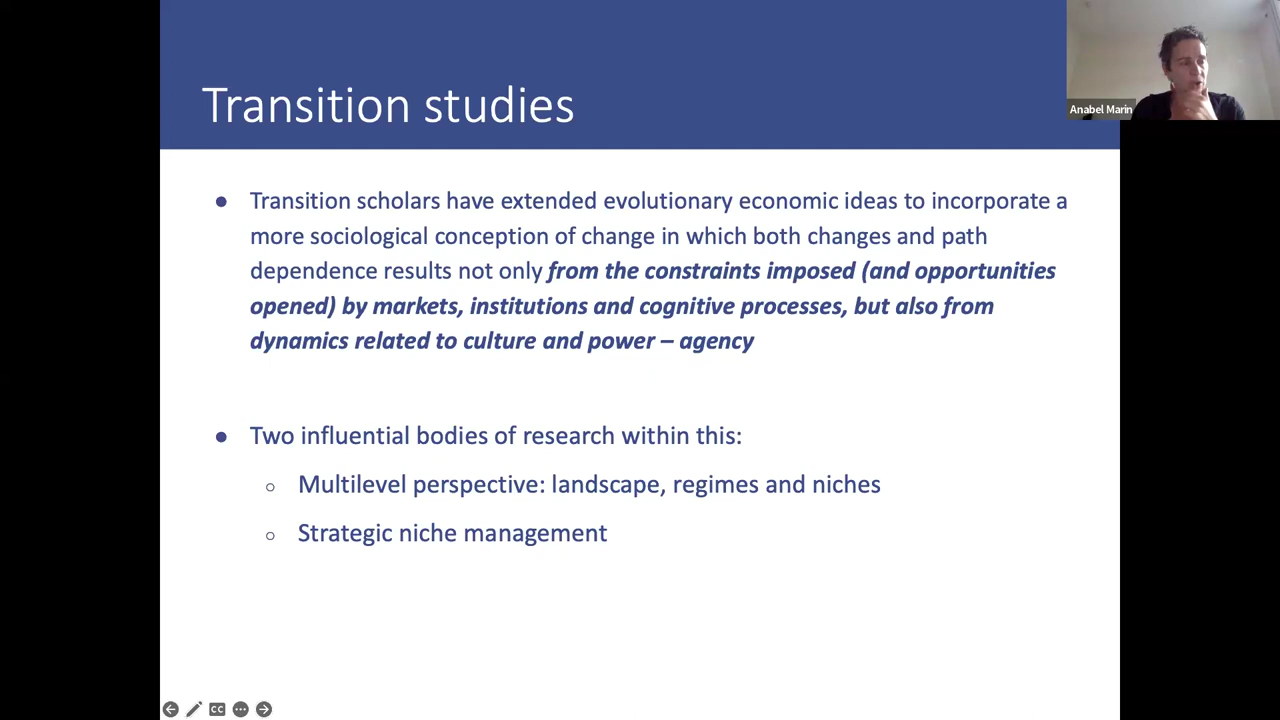 Transition studies
Anabel Marin
● Transition scholars have extended evolutionary economic ideas to incorporate a
more sociological conception of change in which both changes and path
dependence results not only from the constraints imposed (and opportunities
opened) by markets, institutions and cognitive processes, but also from
dynamics related to culture and power – agency
● Two influential bodies of research within this:
○ Multilevel perspective: landscape, regimes and niches
○ Strategic niche management
CC